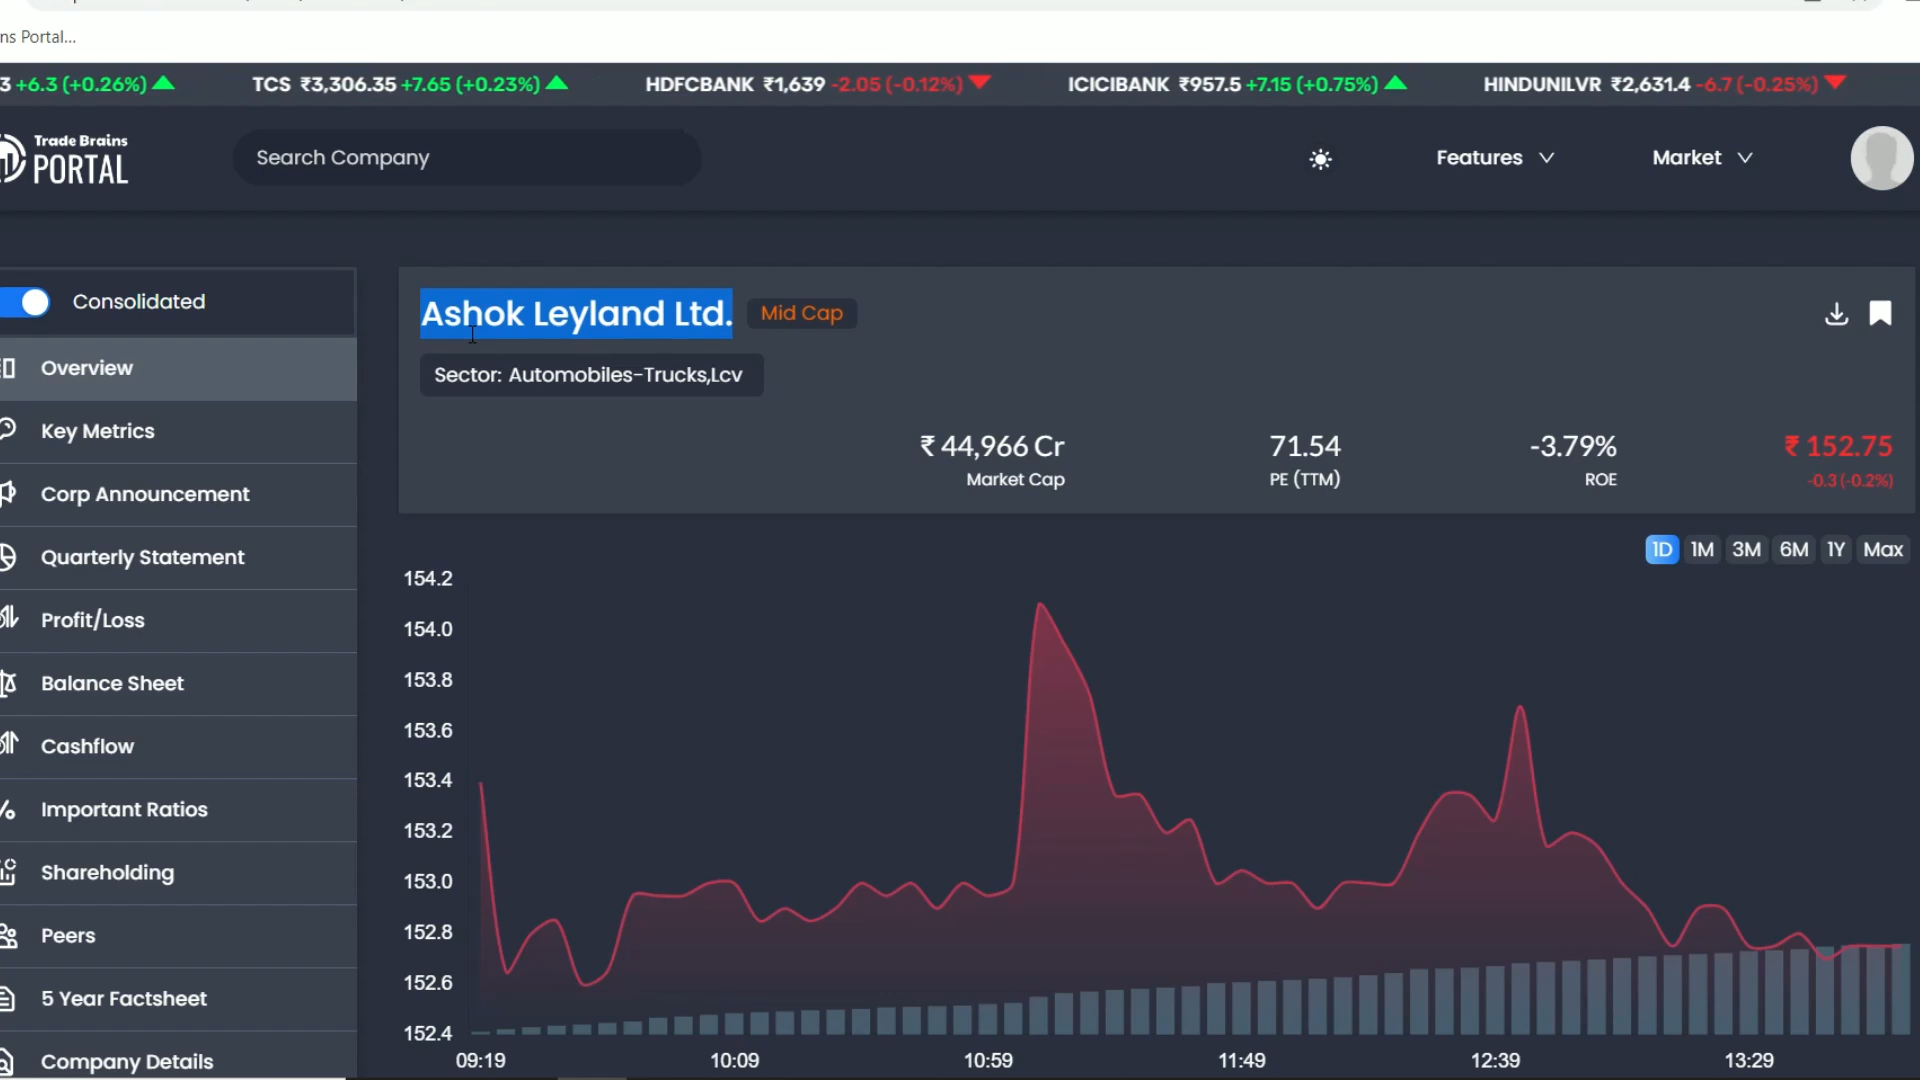 ns Portal...
3 +6.3 (+0.26%) TCS ₹3,306.35 +7.65 (+0.23%) HDFCBANK ₹1,639 -2.05 (-0.12%) ICICIBANK ₹957.5 +7.15 (+0.75%) HINDUNILVR ₹2,631.4 -6.7 (-0.25%)
Trade Brains
PORTAL
Search Company
Features
Market
Consolidated
Overview
Key Metrics
Corp Announcement
Quarterly Statement
Profit/Loss
Balance Sheet
Cashflow
Important Ratios
Shareholding
Peers
5 Year Factsheet
Company Details
Ashok Leyland Ltd. Mid Cap
Sector: Automobiles-Trucks,Lcv
₹ 44,966 Cr 71.54 -3.79% ₹ 152.75
Market Cap PE (TTM) ROE -0.3 (-0.2%)
1D 1M 3M 6M 1Y Max
154.2
154.0
153.8
153.6
153.4
153.2
153.0
152.8
152.6
152.4
09:19 10:09 10:59 11:49 12:39 13:29